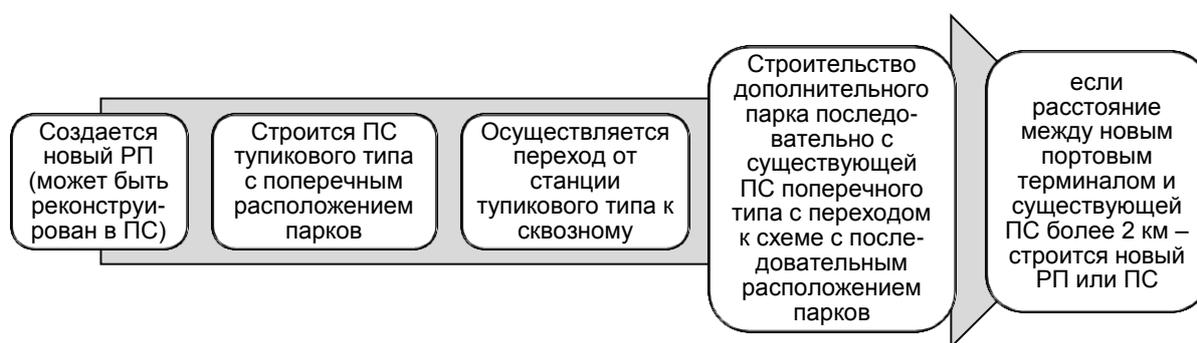 Создается
новый РП
(может быть
реконструи-
рован в ПС)
Строится ПС
тупикового типа
с поперечным
расположением
парков
Осуществляется
переход от
станции
тупикового типа к
сквозному
Строительство
дополнительного
парка последо-
вательно с
существующей
ПС поперечного
типа с переходом
к схеме с после-
довательным
расположением
парков
если
расстояние
между новым
портовым
терминалом и
существующей
ПС более 2 км –
строится новый
РП или ПС